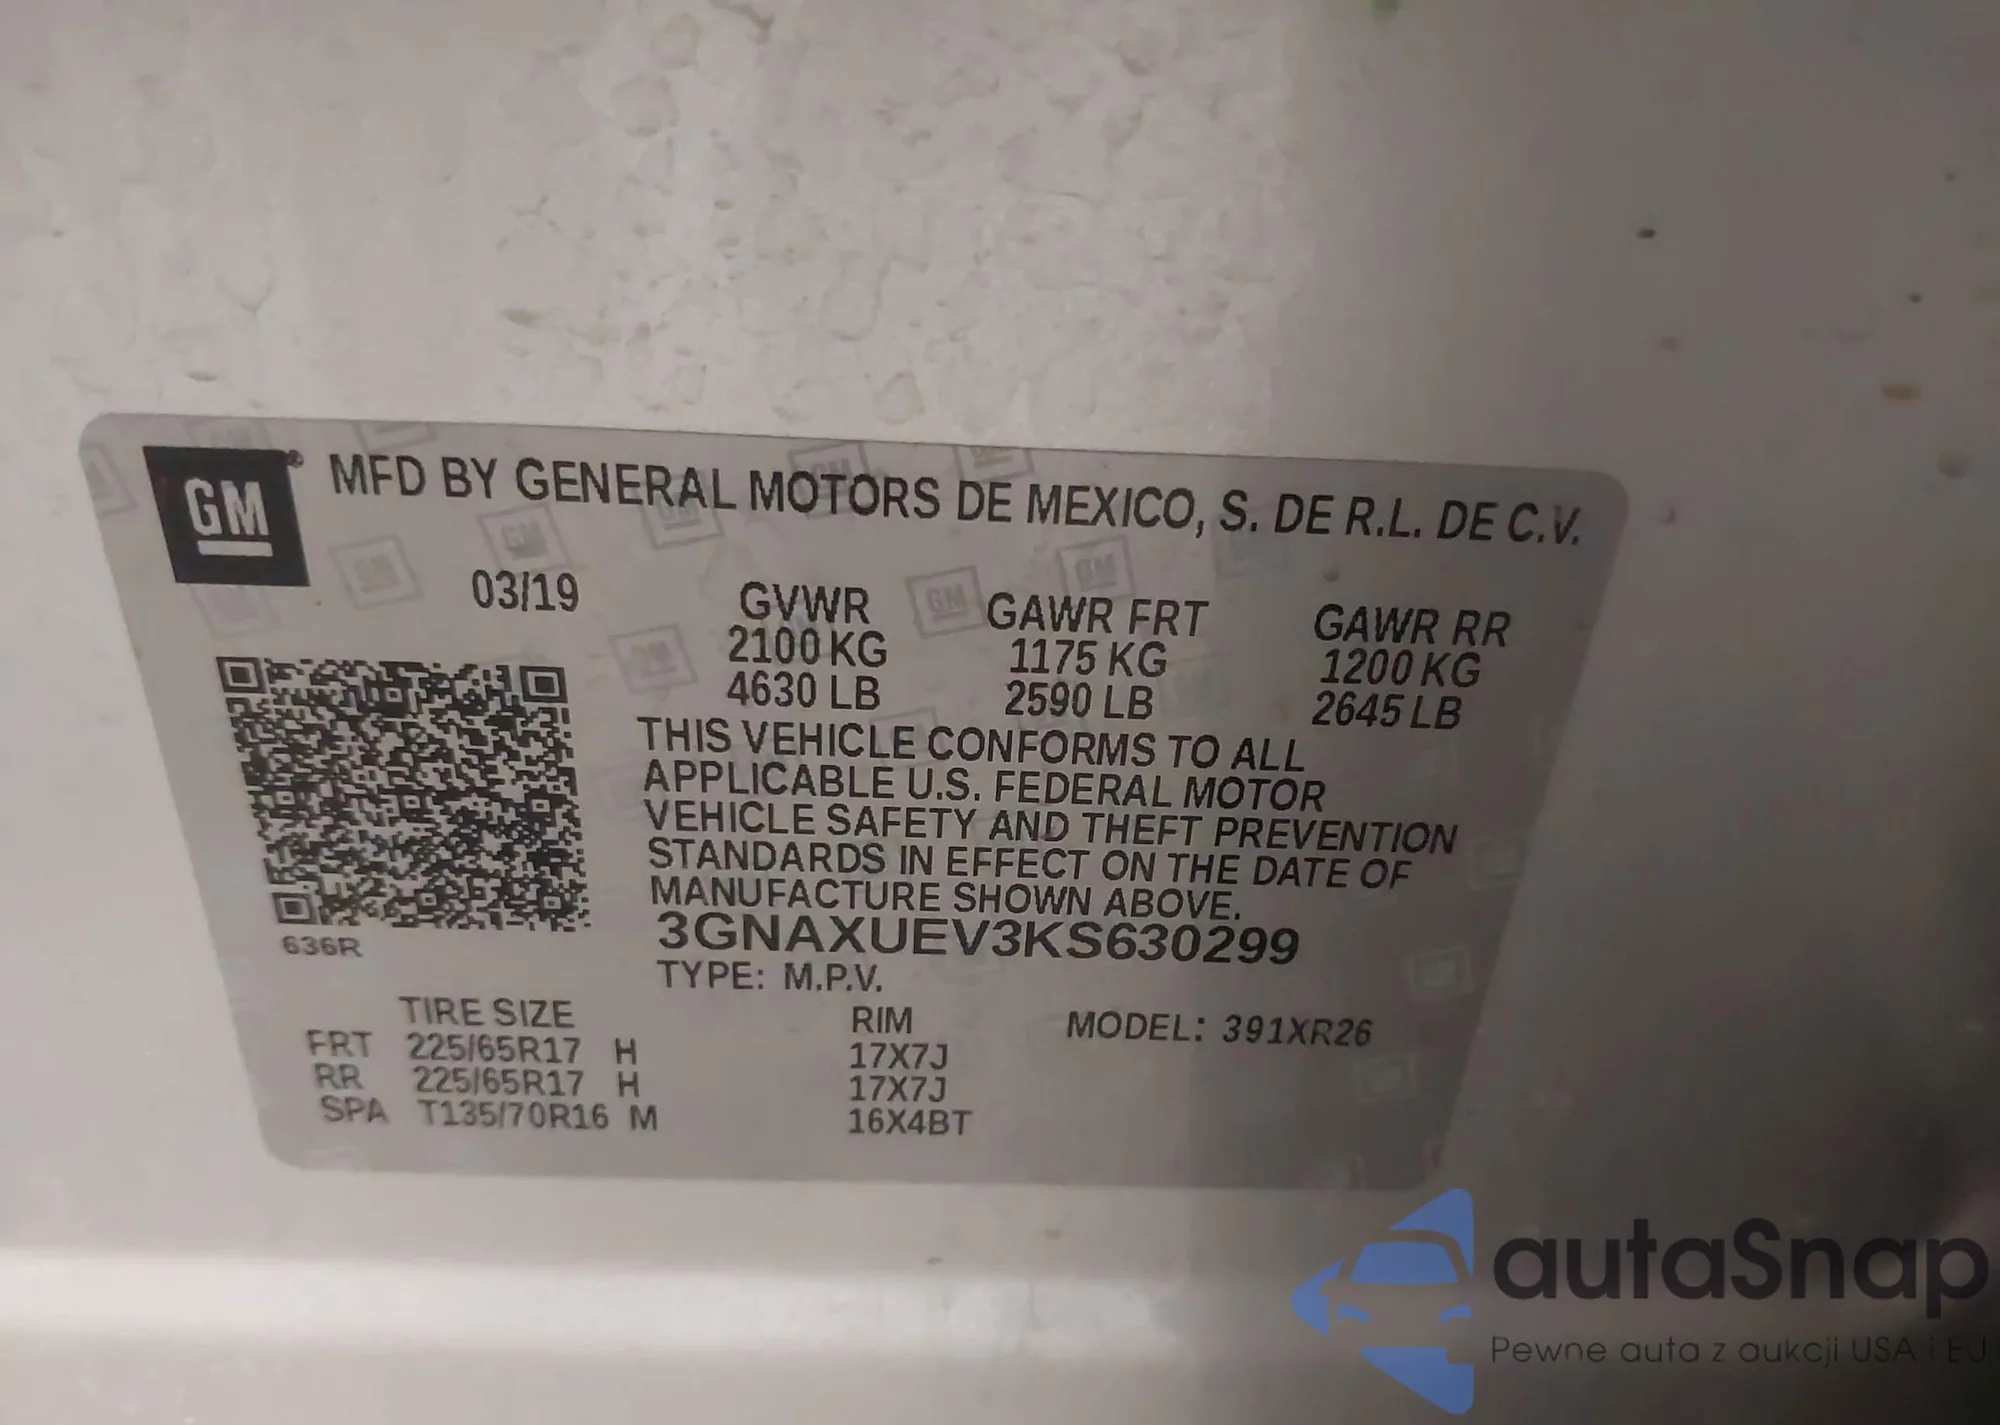 GM® MFD BY GENERAL MOTORS DE MEXICO, S. DE R.L. DE C.V.
03/19 GVWR GAWR FRT GAWR RR
2100 KG 1175 KG 1200 KG
4630 LB 2590 LB 2645 LB
THIS VEHICLE CONFORMS TO ALL
APPLICABLE U.S. FEDERAL MOTOR
VEHICLE SAFETY AND THEFT PREVENTION
STANDARDS IN EFFECT ON THE DATE OF
MANUFACTURE SHOWN ABOVE.
3GNAXUEV3KS630299
636R
TYPE: M.P.V.
TIRE SIZE RIM MODEL: 391XR26
FRT 225/65R17 H 17X7J
RR 225/65R17 H 17X7J
SPA T135/70R16 M 16X4BT
autaSnap
Pewne auta z aukcji USA i EU